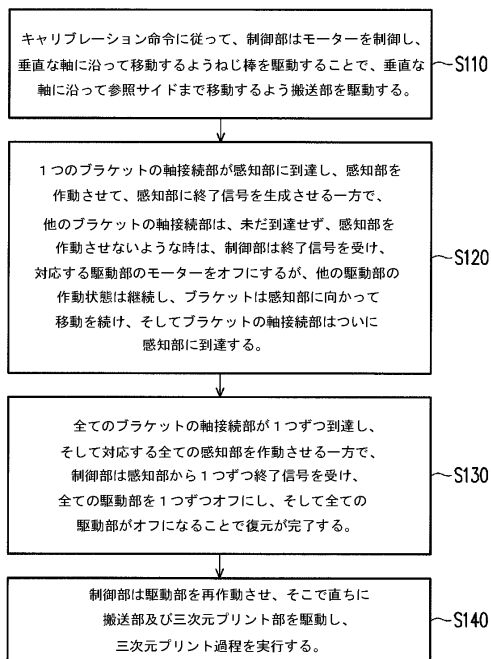 キャリブレーション命令に従って、制御部はモーターを制御し、
垂直な軸に沿って移動するようねじ棒を駆動することで、垂直な
軸に沿って参照サイドまで移動するよう搬送部を駆動する。
S110
1つのブラケットの軸接続部が感知部に到達し、感知部を
作動させて、感知部に終了信号を生成させる一方で、
他のブラケットの軸接続部は、未だ到達せず、感知部を
作動させないような時は、制御部は終了信号を受け、
対応する駆動部のモーターをオフにするが、他の駆動部の
作動状態は継続し、ブラケットは感知部に向かって
移動を続け、そしてブラケットの軸接続部はついに
感知部に到達する。
S120
全てのブラケットの軸接続部が1つずつ到達し、
そして対応する全ての感知部を作動させる一方で、
制御部は感知部から1つずつ終了信号を受け、
全ての駆動部を1つずつオフにし、そして全ての
駆動部がオフになることで復元が完了する。
S130
制御部は駆動部を再作動させ、そこで直ちに
搬送部及び三次元プリント部を駆動し、
三次元プリント過程を実行する。
S140